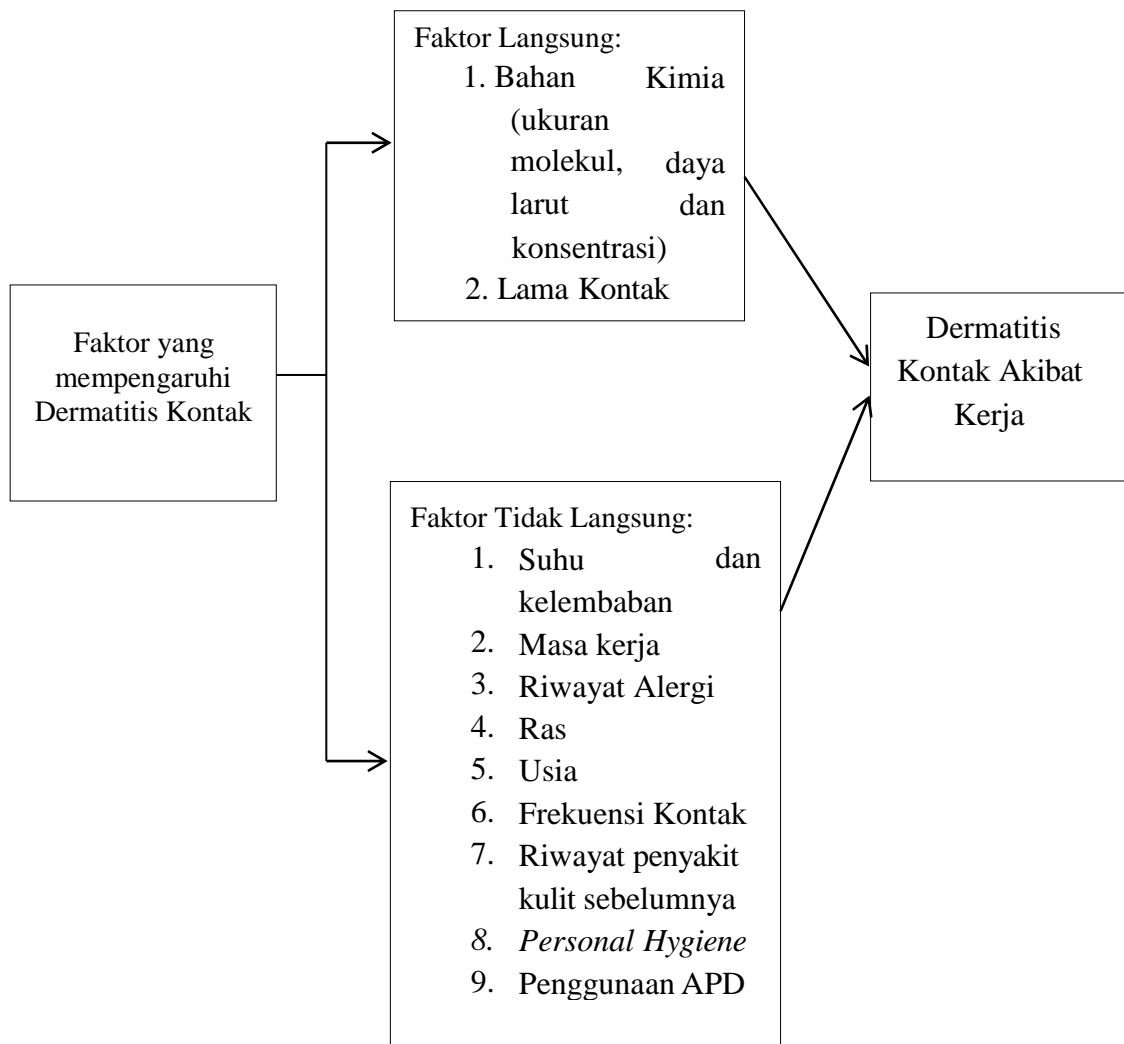 Faktor yang
mempengaruhi
Dermatitis Kontak
Faktor Langsung:
1. Bahan Kimia
(ukuran
molekul, daya
larut dan
konsentrasi)
2. Lama Kontak
Faktor Tidak Langsung:
1. Suhu dan
kelembaban
2. Masa kerja
3. Riwayat Alergi
4. Ras
5. Usia
6. Frekuensi Kontak
7. Riwayat penyakit
kulit sebelumnya
8. Personal Hygiene
9. Penggunaan APD
Dermatitis
Kontak Akibat
Kerja